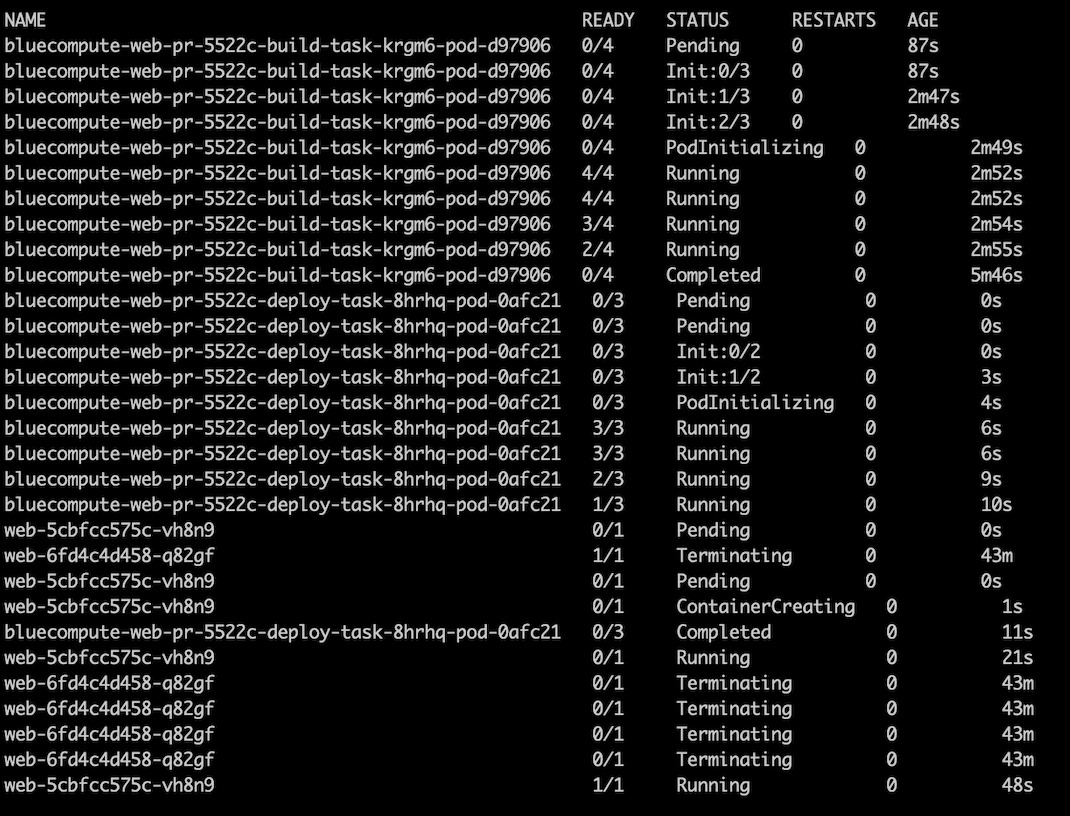 NAME READY STATUS RESTARTS AGE
bluecompute-web-pr-5522c-build-task-krgm6-pod-d97906 0/4 Pending 0 87s
bluecompute-web-pr-5522c-build-task-krgm6-pod-d97906 0/4 Init:0/3 0 87s
bluecompute-web-pr-5522c-build-task-krgm6-pod-d97906 0/4 Init:1/3 0 2m47s
bluecompute-web-pr-5522c-build-task-krgm6-pod-d97906 0/4 Init:2/3 0 2m48s
bluecompute-web-pr-5522c-build-task-krgm6-pod-d97906 0/4 PodInitializing 0 2m49s
bluecompute-web-pr-5522c-build-task-krgm6-pod-d97906 4/4 Running 0 2m52s
bluecompute-web-pr-5522c-build-task-krgm6-pod-d97906 4/4 Running 0 2m52s
bluecompute-web-pr-5522c-build-task-krgm6-pod-d97906 3/4 Running 0 2m54s
bluecompute-web-pr-5522c-build-task-krgm6-pod-d97906 2/4 Running 0 2m55s
bluecompute-web-pr-5522c-build-task-krgm6-pod-d97906 0/4 Completed 0 5m46s
bluecompute-web-pr-5522c-deploy-task-8hrhq-pod-0afc21 0/3 Pending 0 0s
bluecompute-web-pr-5522c-deploy-task-8hrhq-pod-0afc21 0/3 Pending 0 0s
bluecompute-web-pr-5522c-deploy-task-8hrhq-pod-0afc21 0/3 Init:0/2 0 0s
bluecompute-web-pr-5522c-deploy-task-8hrhq-pod-0afc21 0/3 Init:1/2 0 3s
bluecompute-web-pr-5522c-deploy-task-8hrhq-pod-0afc21 0/3 PodInitializing 0 4s
bluecompute-web-pr-5522c-deploy-task-8hrhq-pod-0afc21 3/3 Running 0 6s
bluecompute-web-pr-5522c-deploy-task-8hrhq-pod-0afc21 3/3 Running 0 6s
bluecompute-web-pr-5522c-deploy-task-8hrhq-pod-0afc21 2/3 Running 0 9s
bluecompute-web-pr-5522c-deploy-task-8hrhq-pod-0afc21 1/3 Running 0 10s
web-5cbfcc575c-vh8n9 0/1 Pending 0 0s
web-6fd4c4d458-q82gf 1/1 Terminating 0 43m
web-5cbfcc575c-vh8n9 0/1 Pending 0 0s
web-5cbfcc575c-vh8n9 0/1 ContainerCreating 0 1s
bluecompute-web-pr-5522c-deploy-task-8hrhq-pod-0afc21 0/3 Completed 0 11s
web-5cbfcc575c-vh8n9 0/1 Running 0 21s
web-6fd4c4d458-q82gf 0/1 Terminating 0 43m
web-6fd4c4d458-q82gf 0/1 Terminating 0 43m
web-6fd4c4d458-q82gf 0/1 Terminating 0 43m
web-6fd4c4d458-q82gf 0/1 Terminating 0 43m
web-5cbfcc575c-vh8n9 1/1 Running 0 48s